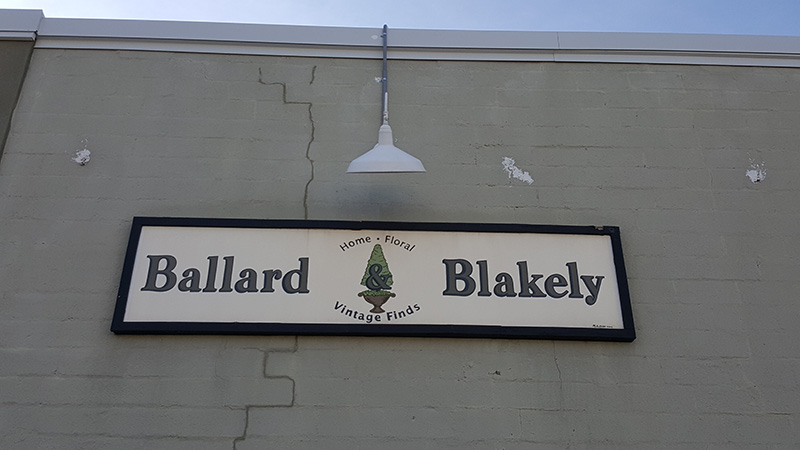 Home • Floral
Ballard & Blakely
Vintage Finds